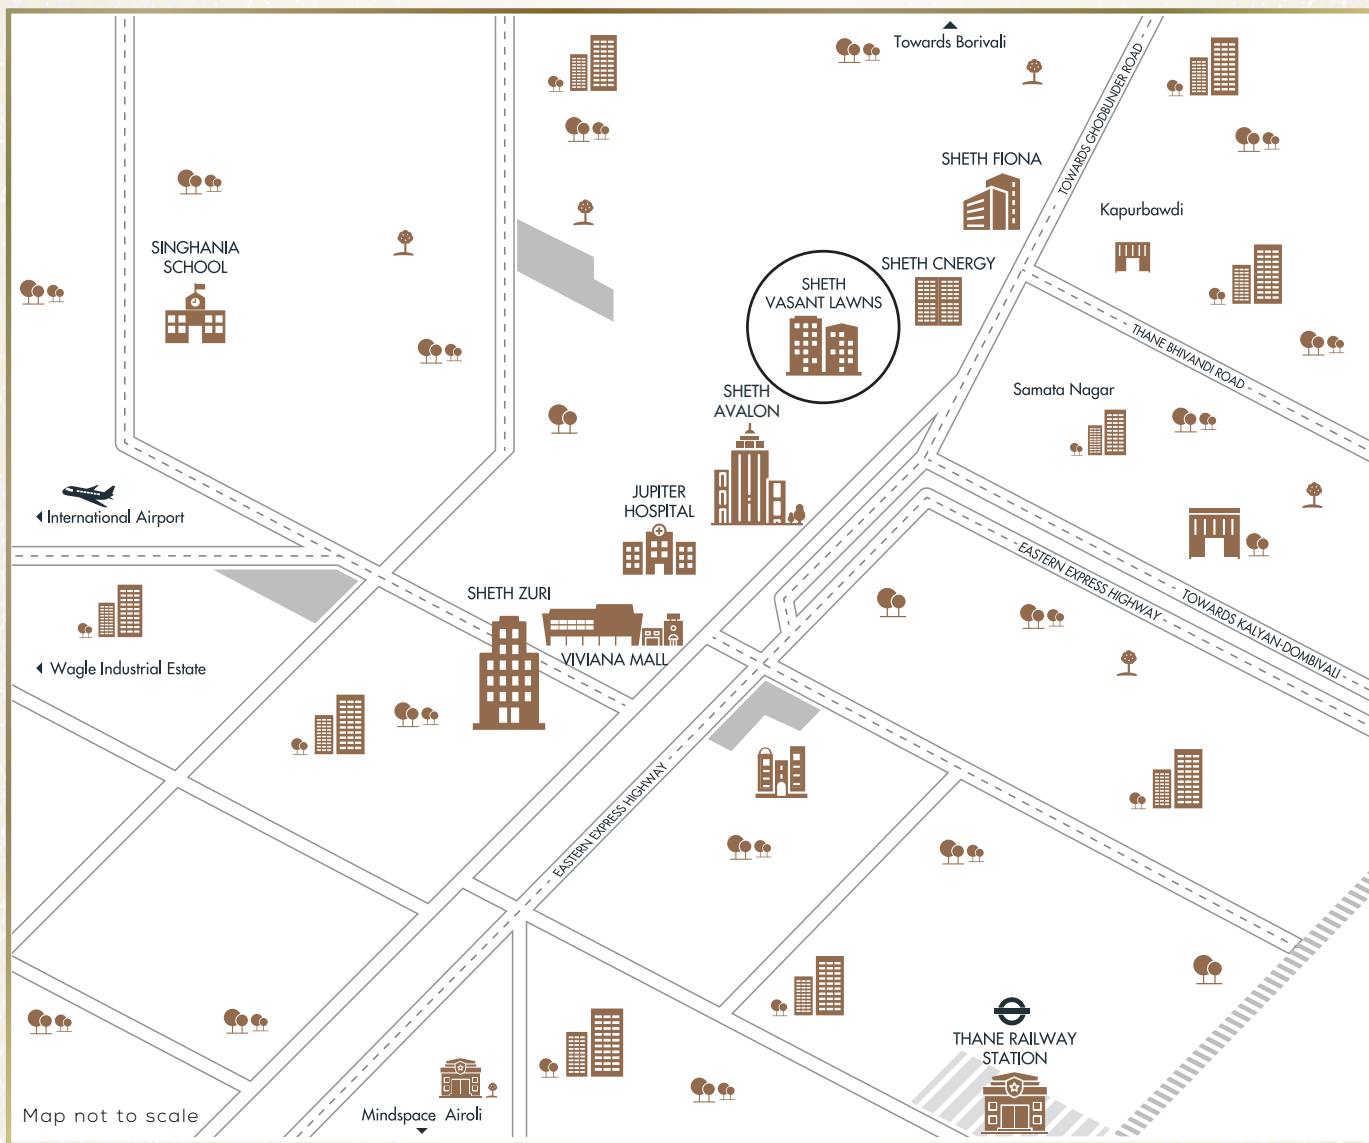 Towards Borivali
TOWARDS GHODBUNDER ROAD
SHETH FIONA
Kapurbawdi
SINGHANIA
SCHOOL
SHETH CNERGY
SHETH
VASANT LAWNS
THANE BHIVANDI ROAD
SHETH
AVALON
Samata Nagar
International Airport
JUPITER
HOSPITAL
EASTERN EXPRESS HIGHWAY
TOWARDS KALYAN-DOMBIVALI
SHETH ZURI
VIVIANA MALL
Wagle Industrial Estate
EASTERN EXPRESS HIGHWAY
THANE RAILWAY
STATION
Mindspace Airoli
Map not to scale